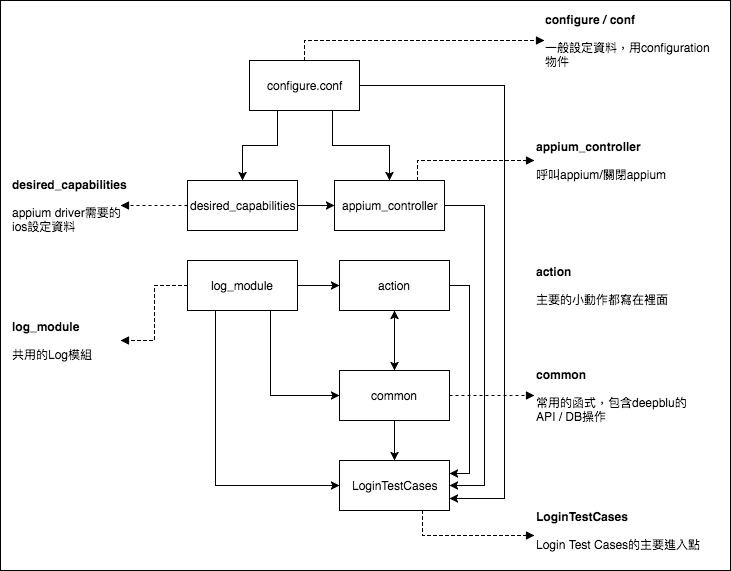 configure / conf
一般設定資料，用configuration
物件
configure.conf
appium_controller
呼叫appium/關閉appium
desired_capabilities
appium driver需要的
ios設定資料
desired_capabilities
appium_controller
log_module
action
action
主要的小動作都寫在裡面
log_module
共用的Log模組
common
common
常用的函式，包含deepblu的
API / DB操作
LoginTestCases
LoginTestCases
Login Test Cases的主要進入點